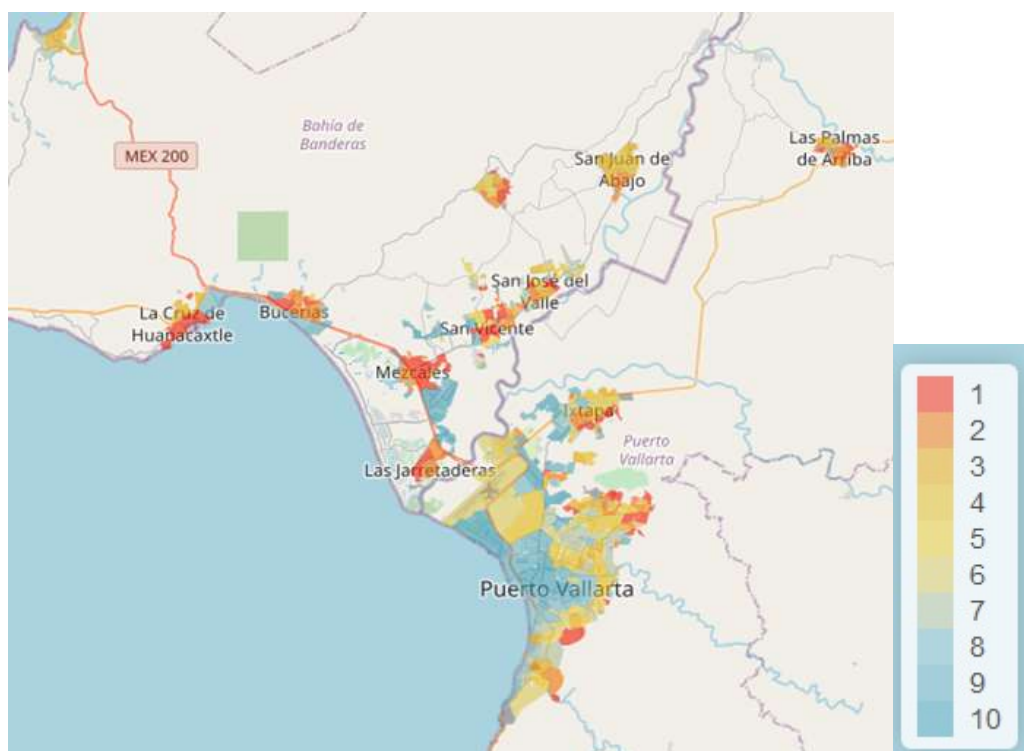 Bahía de
Banderas
MEX 200
Las Palmas
de Arriba
San Juan de
Abajo
San José del
Valle
La Cruz de
Huanacaxtle
Bucerías
San Vicente
Mezcales
Ixtapa
Puerto
Vallarta
Las Jarretaderas
Puerto Vallarta
1
2
3
4
5
6
7
8
9
10